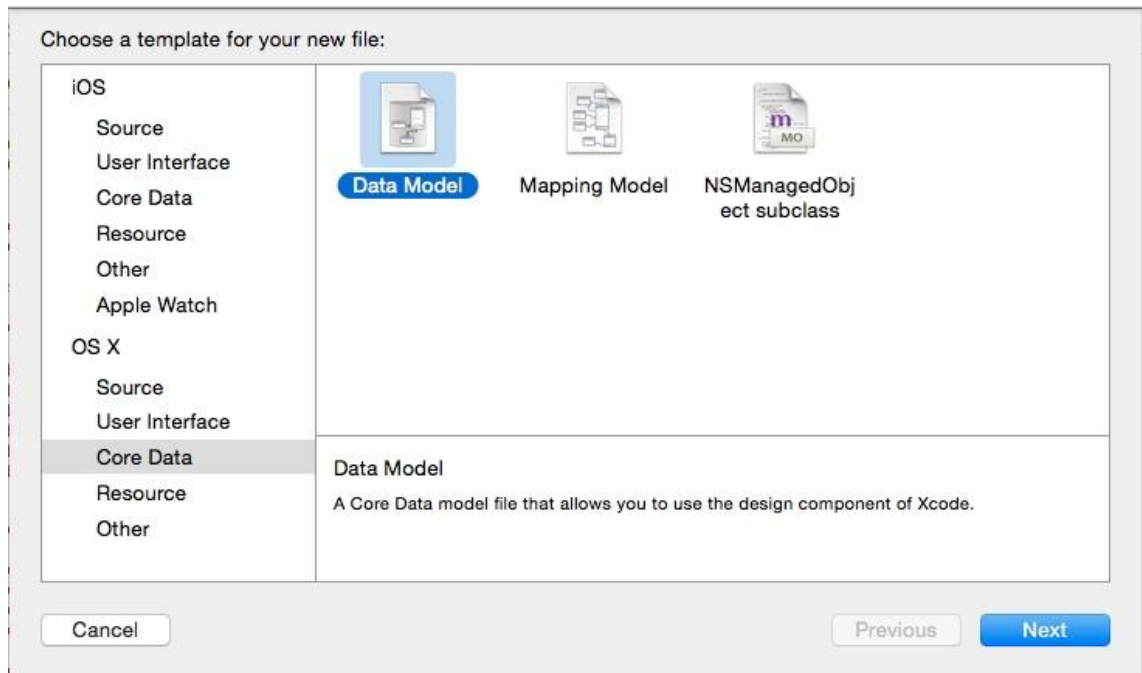 Choose a template for your new file:
iOS
Source
User Interface
Core Data
Resource
Other
Apple Watch
OS X
Source
User Interface
Core Data
Resource
Other
Data Model
Mapping Model
m
MO
NSManagedObj
ect subclass
Data Model
A Core Data model file that allows you to use the design component of Xcode.
Cancel
Previous
Next